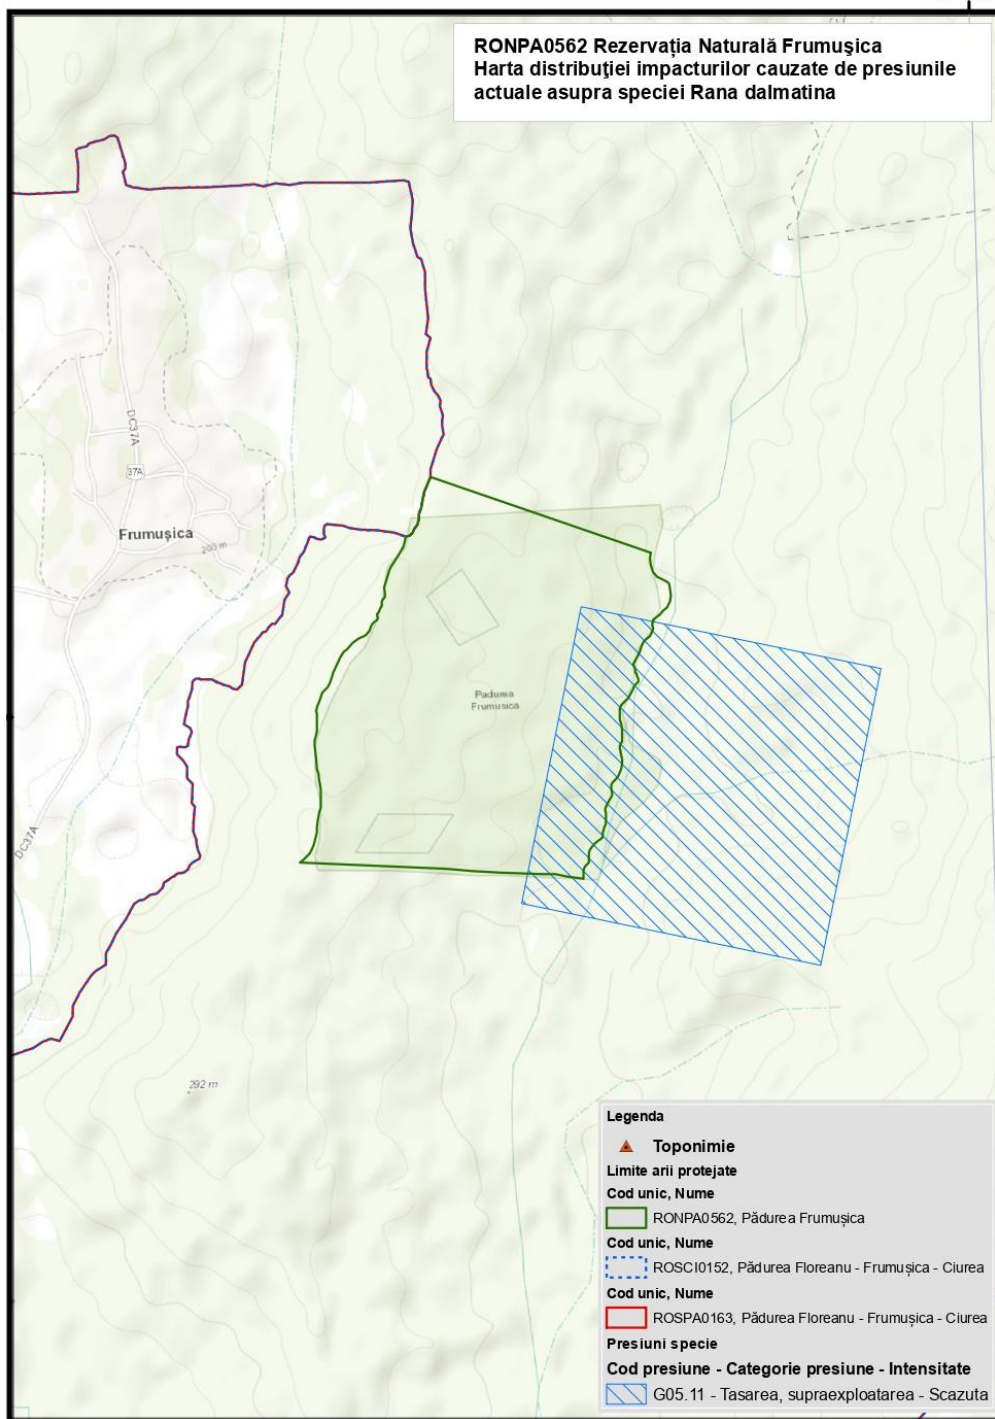 RONPA0562 Rezervația Naturală Frumușica
Harta distribuţiei impacturilor cauzate de presiunile
actuale asupra speciei Rana dalmatina
DC37A
37A
Frumușica
200 m
Padurea
Frumusica
DC37A
292 m
Legenda
Toponimie
Limite arii protejate
Cod unic, Nume
RONPA0562, Pădurea Frumușica
Cod unic, Nume
ROSCI0152, Pădurea Floreanu - Frumușica - Ciurea
Cod unic, Nume
ROSPA0163, Pădurea Floreanu - Frumușica - Ciurea
Presiuni specie
Cod presiune - Categorie presiune - Intensitate
G05.11 - Tasarea, supraexploatarea - Scazuta